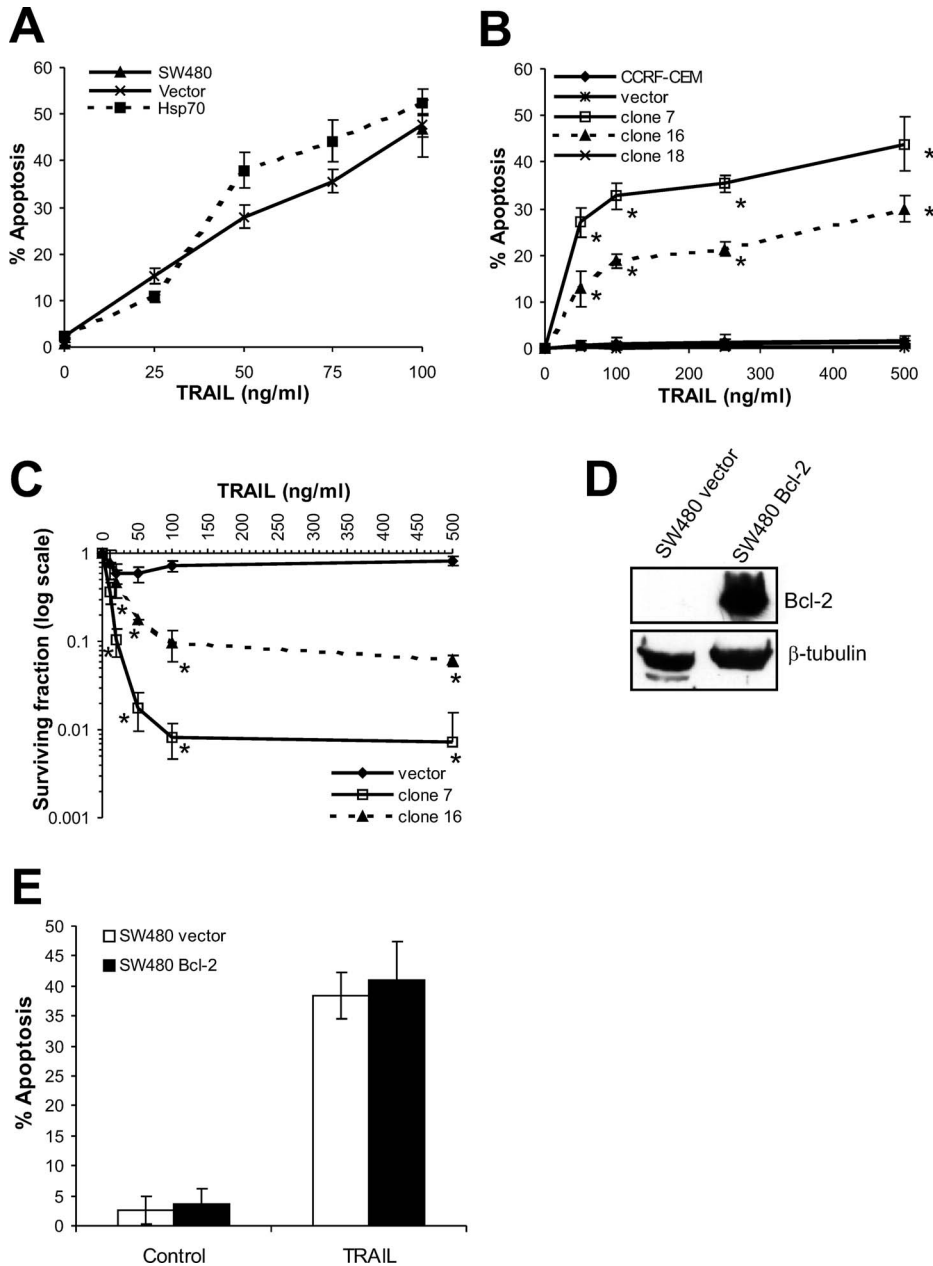 A
SW480
Vector
Hsp70
% Apoptosis
60
50
40
30
20
10
0
0 25 50 75 100
TRAIL (ng/ml)
B
CCRF-CEM
vector
clone 7
clone 16
clone 18
% Apoptosis
60
50
40
30
20
10
0
* * * *
* * * *
0 100 200 300 400 500
TRAIL (ng/ml)
C
TRAIL (ng/ml)
0 50 100 150 200 250 300 350 400 450 500
Surviving fraction (log scale)
1
0.1
0.01
0.001
* * * *
* * * *
vector
clone 7
clone 16
D
SW480 vector
SW480 Bcl-2
Bcl-2
β-tubulin
E
SW480 vector
SW480 Bcl-2
% Apoptosis
50
45
40
35
30
25
20
15
10
5
0
Control TRAIL